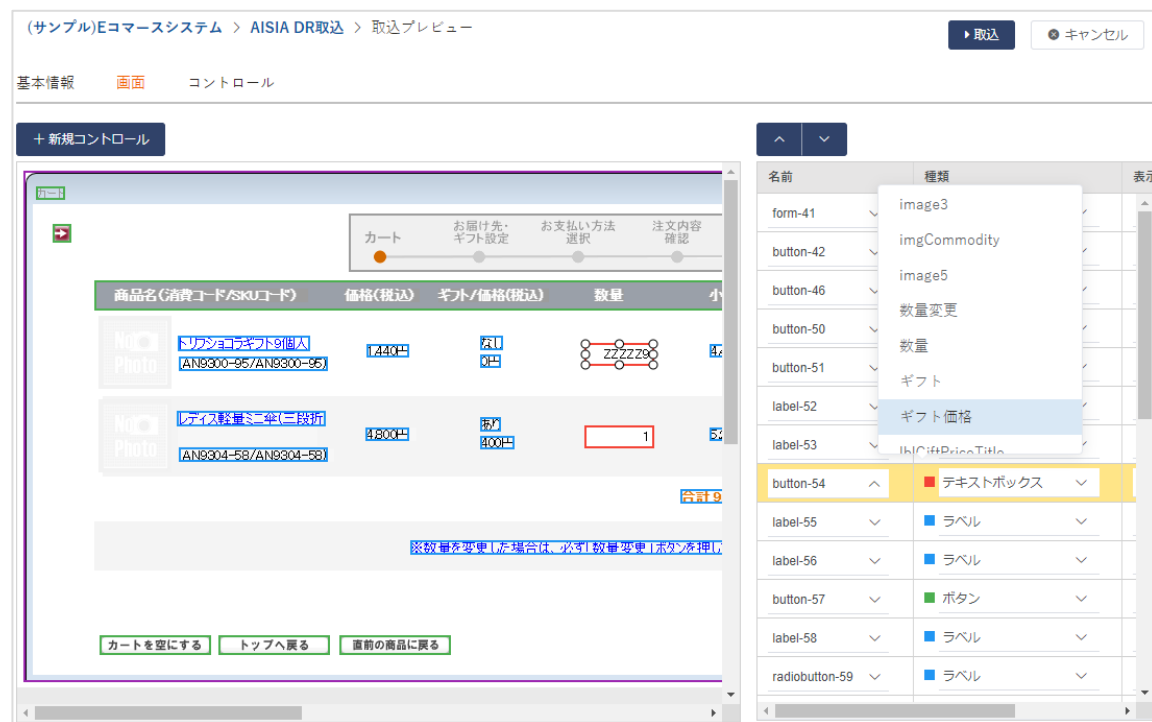 (サンプル)Eコマースシステム > AISIA DR取込 > 取込プレビュー
取込
キャンセル
基本情報 画面 コントロール
+ 新規コントロール
カート
カート
お届け先・
ギフト設定
お支払い方法
選択
注文内容
確認
商品名(消費コード/SKUコード) 価格(税込) ギフト/価格(税込) 数量 小
No
Photo
トリフショコラギフト9個入
(AN9300-95/AN9300-95)
1,440円
なし
0円
ZZZZZ9
No
Photo
レディス軽量ミニ傘(三段折
(AN9304-58/AN9304-58)
4,800円
あり
400円
1
合計 9
※数量を変更した場合は、必ず「数量変更」ボタンを押し
カートを空にする トップへ戻る 直前の商品に戻る
名前 種類 表示
form-41
button-42
button-46
button-50
button-51
label-52
label-53
image3
imgCommodity
image5
数量変更
数量
ギフト
ギフト価格
lblGiftPriceTitle
button-54 テキストボックス
label-55 ラベル
label-56 ラベル
button-57 ボタン
label-58 ラベル
radiobutton-59 ラベル